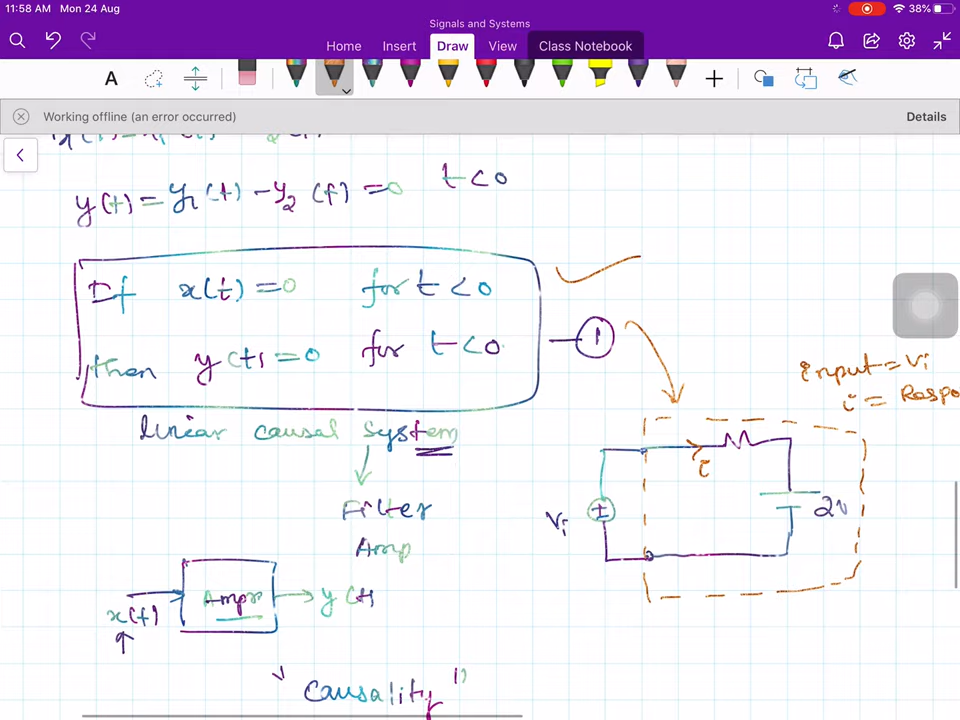 11:58 AM Mon 24 Aug
38%
Signals and Systems
Home Insert Draw View Class Notebook
A
Working offline (an error occurred) Details
y(t) = y1(t) - y2(t) = 0 t < 0
If x(t) = 0 for t < 0
then y(t) = 0 for t < 0
1
linear causal system
Filter
Amp
x(t) Ampr y(t)
"Causality"
Input = Vi
i = Respo
i
Vi
2V